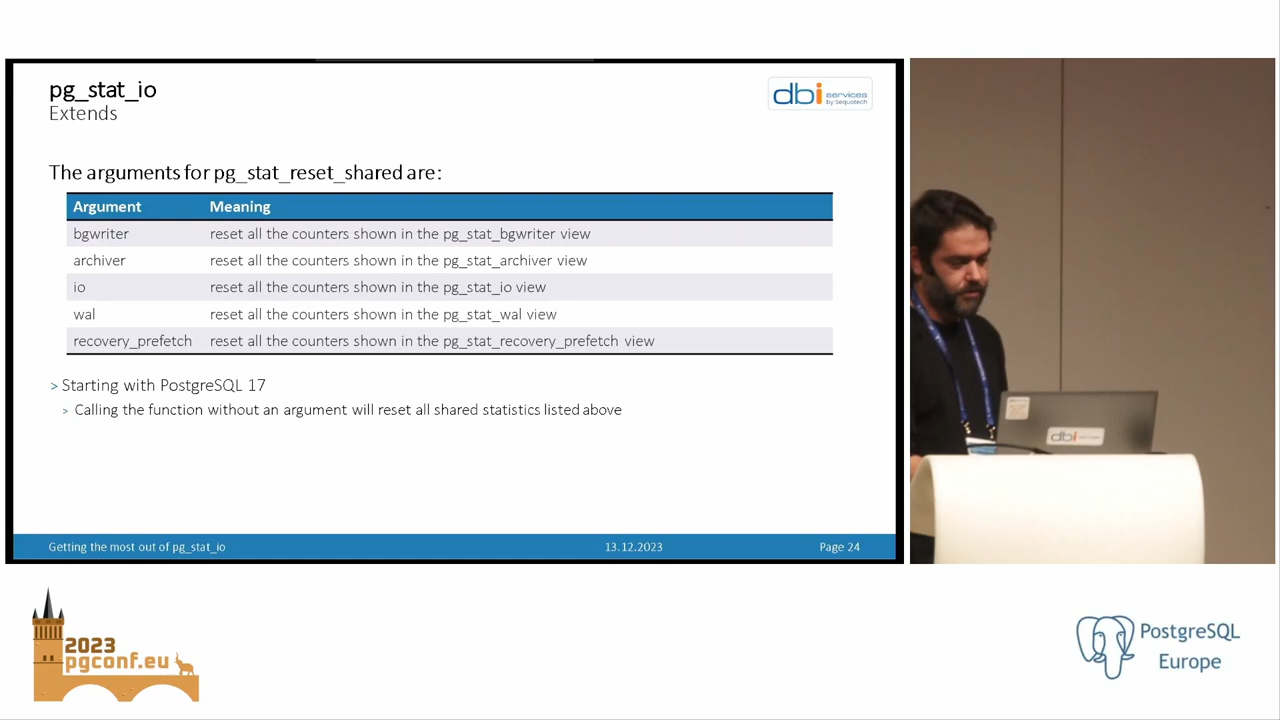 pg_stat_io
Extends
dbi services
by Sequotech
The arguments for pg_stat_reset_shared are:
Argument Meaning
bgwriter reset all the counters shown in the pg_stat_bgwriter view
archiver reset all the counters shown in the pg_stat_archiver view
io reset all the counters shown in the pg_stat_io view
wal reset all the counters shown in the pg_stat_wal view
recovery_prefetch reset all the counters shown in the pg_stat_recovery_prefetch view
> Starting with PostgreSQL 17
> Calling the function without an argument will reset all shared statistics listed above
Getting the most out of pg_stat_io 13.12.2023 Page 24
dbi
2023
pgconf.eu
PostgreSQL
Europe